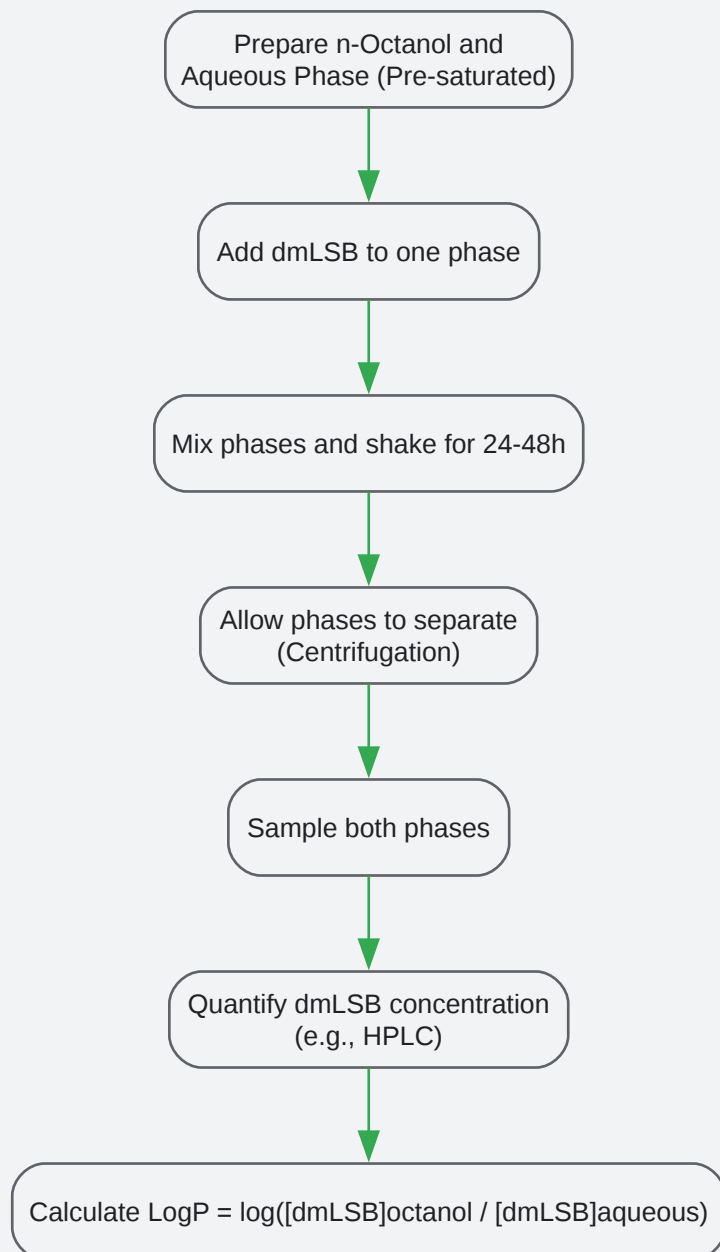 Prepare n-Octanol and
Aqueous Phase (Pre-saturated)
Add dmLSB to one phase
Mix phases and shake for 24-48h
Allow phases to separate
(Centrifugation)
Sample both phases
Quantify dmLSB concentration
(e.g., HPLC)
Calculate LogP = log([dmLSB]octanol / [dmLSB]aqueous)